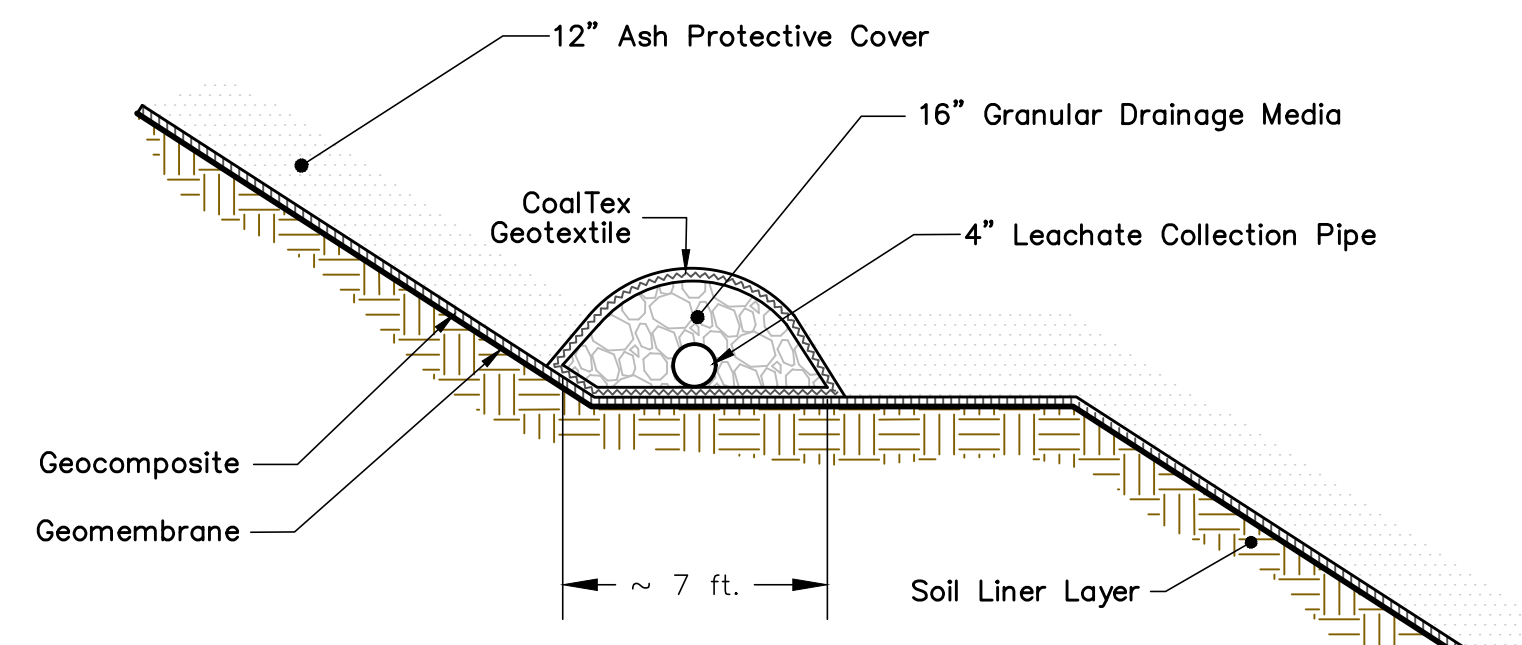 12” Ash Protective Cover
16” Granular Drainage Media
CoalTex
Geotextile
4” Leachate Collection Pipe
Geocomposite
Geomembrane
~ 7 ft.
Soil Liner Layer